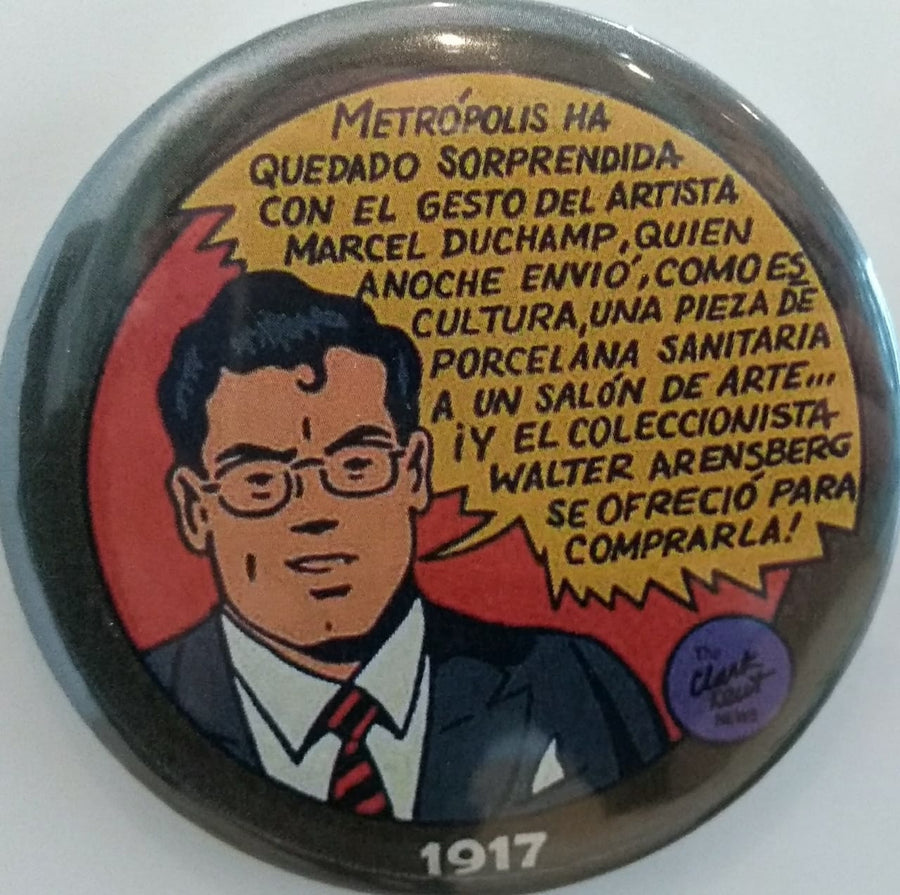 METRÓPOLIS HA
QUEDADO SORPRENDIDA
CON EL GESTO DEL ARTISTA
MARCEL DUCHAMP, QUIEN
ANOCHE ENVIÓ, COMO ES
CULTURA, UNA PIEZA DE
PORCELANA SANITARIA
A UN SALÓN DE ARTE...
¡Y EL COLECCIONISTA
WALTER ARENSBERG
SE OFRECIÓ PARA
COMPRARLA!
The
Clark
Kent
NEWS
1917